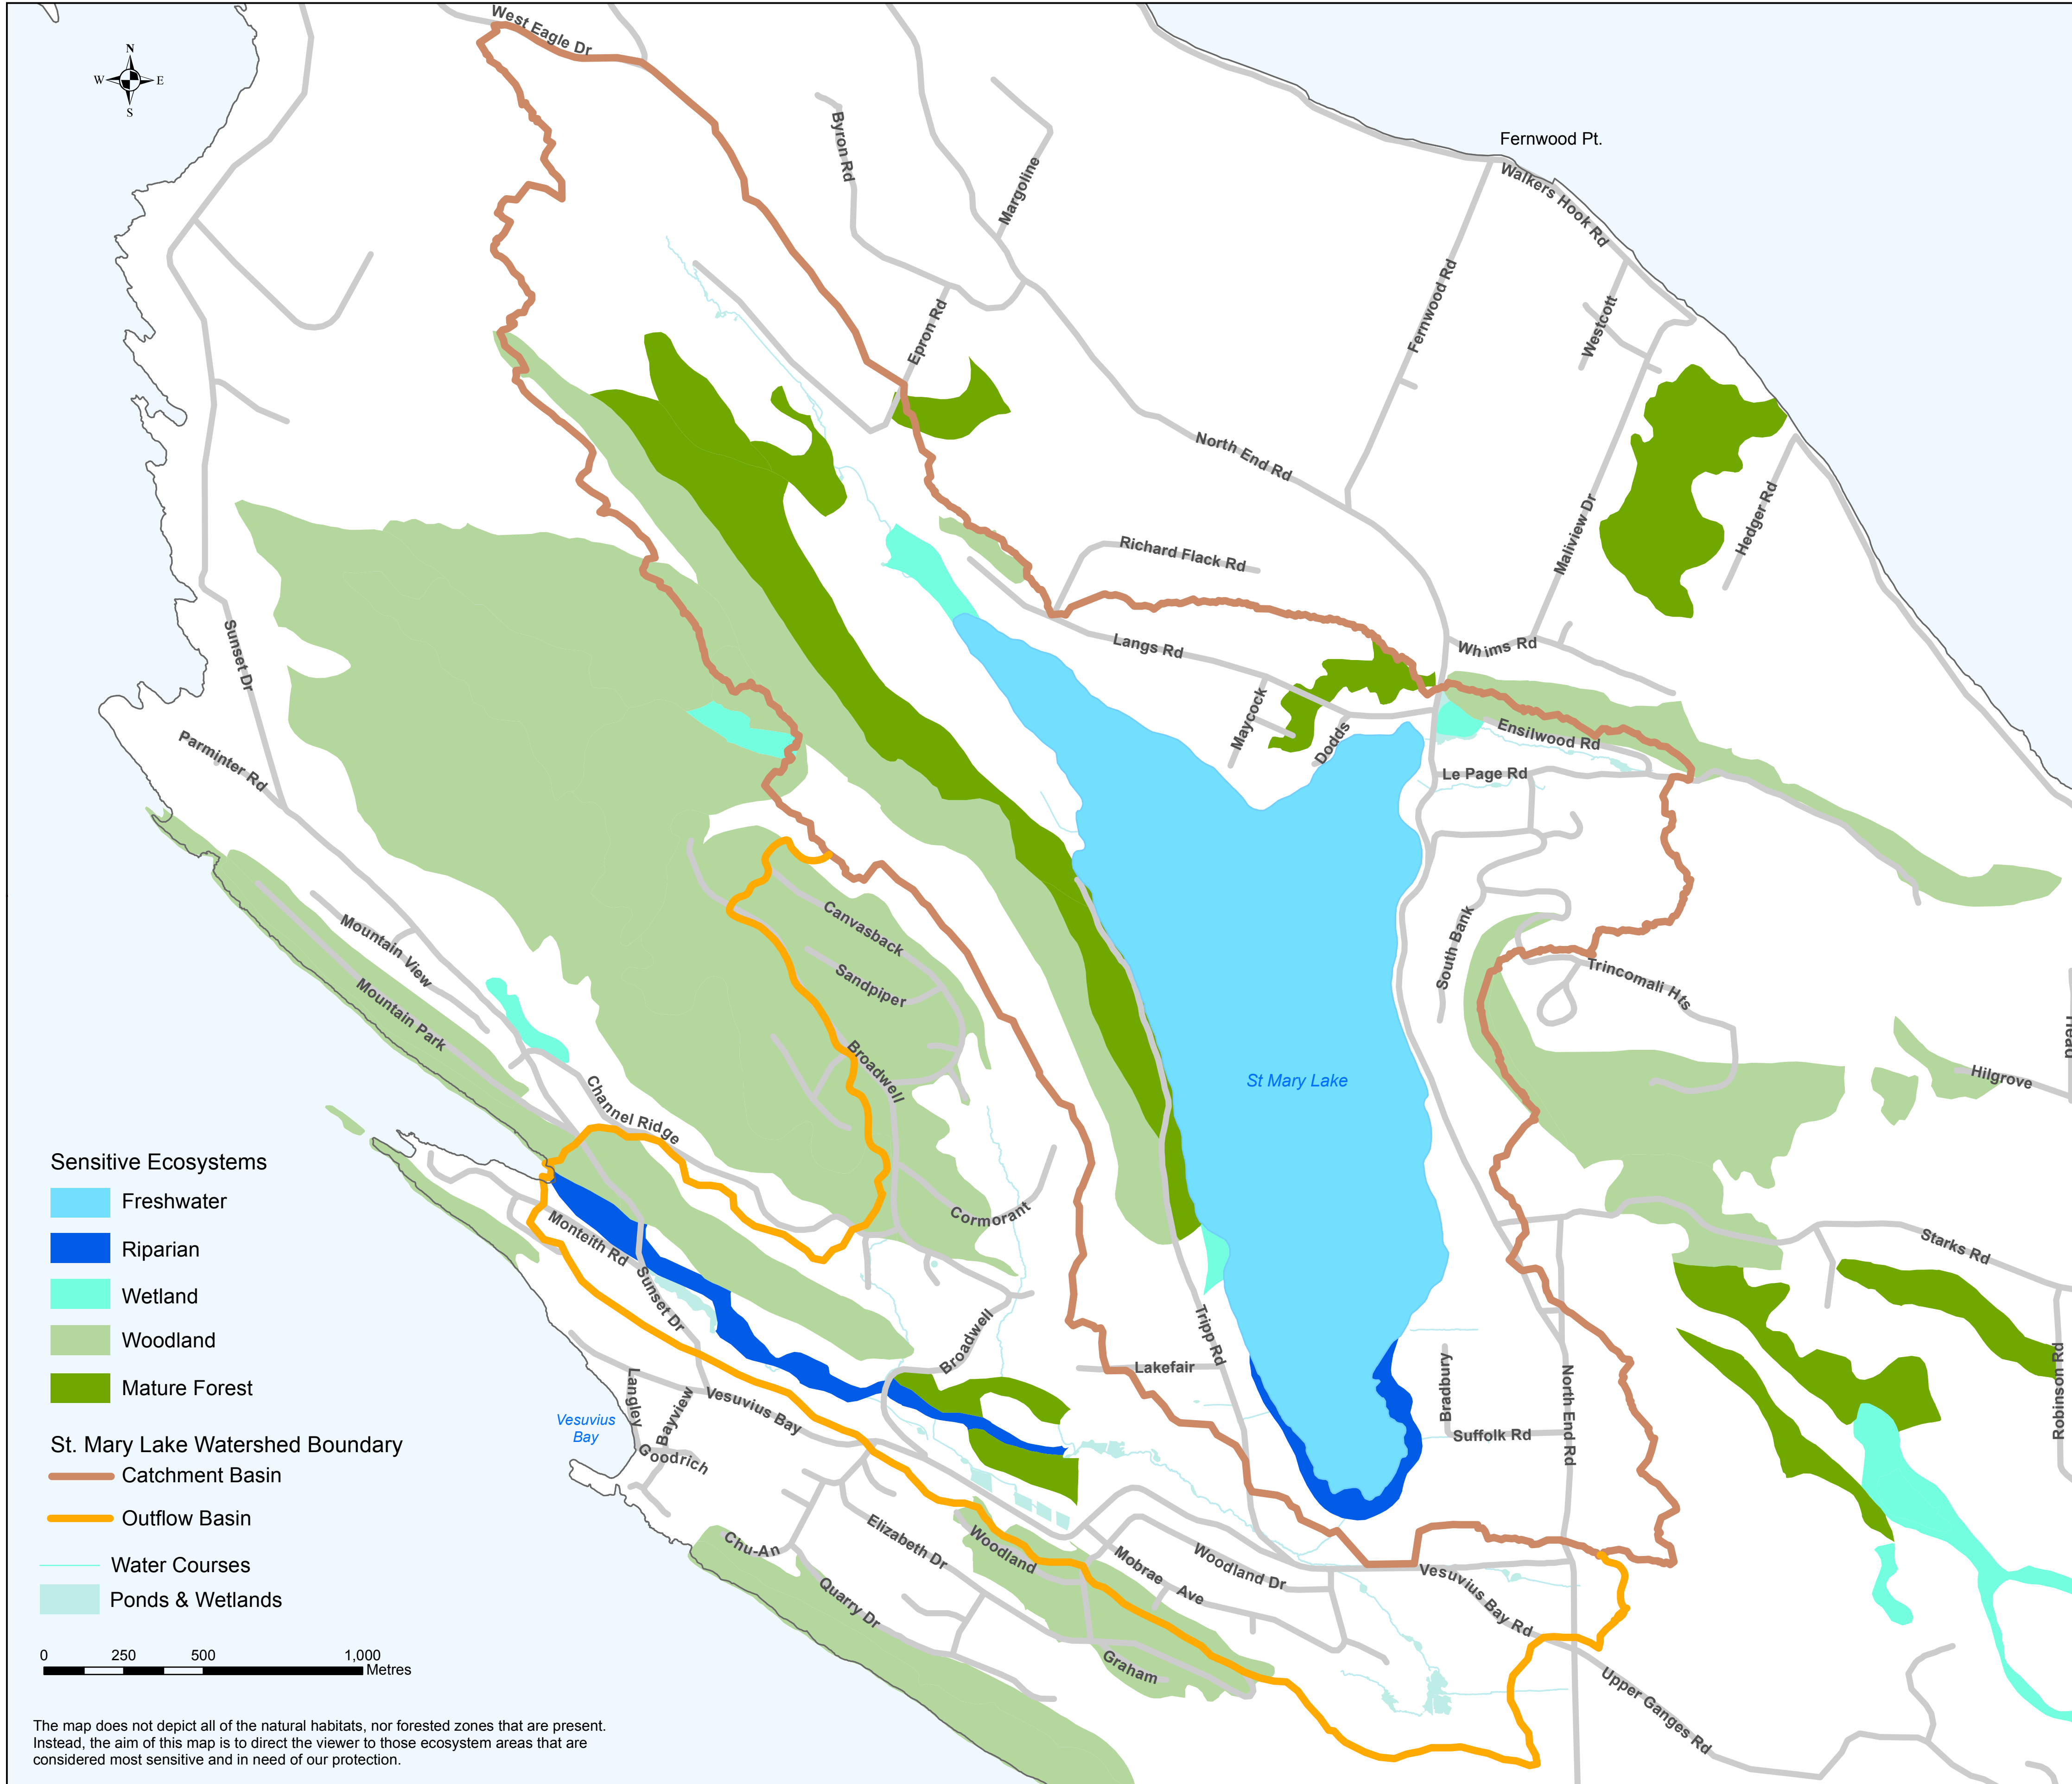 West Eagle Dr
N
W
E
S
Fernwood Pt.
Walkers Hook Rd
Byron Rd
Margoline
Fernwood Rd
Westcott
Epron Rd
North End Rd
Maliview Dr
Hedger Rd
Richard Flack Rd
Langs Rd
Whims Rd
Sunset Dr
Maycock
Dodds
Ensilwood Rd
Parminter Rd
Le Page Rd
Canvasback
Mountain View
Sandpiper
South Bank
Trincomali Hts
Mountain Park
Broadwell
St Mary Lake
Hilgrove
Channel Ridge
Cormorant
Monteith Rd
Starks Rd
Sunset Dr
Broadwell
Tripp Rd
Lakefair
Robinson Rd
Bradbury
North End Rd
Langley
Bayview
Vesuvius Bay
Vesuvius
Bay
Goodrich
Suffolk Rd
Chu-An
Elizabeth Dr
Woodland
Mobrae Ave
Woodland Dr
Vesuvius Bay Rd
Quarry Dr
Graham
Upper Ganges Rd
Sensitive Ecosystems
Freshwater
Riparian
Wetland
Woodland
Mature Forest
St. Mary Lake Watershed Boundary
Catchment Basin
Outflow Basin
Water Courses
Ponds & Wetlands
0 250 500 1,000
Metres
The map does not depict all of the natural habitats, nor forested zones that are present.
Instead, the aim of this map is to direct the viewer to those ecosystem areas that are
considered most sensitive and in need of our protection.